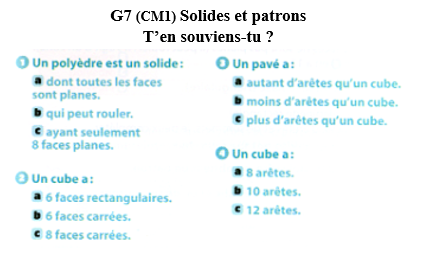 G7 (CM1) Solides et patrons
T'en souviens-tu ?
1 Un polyèdre est un solide :
a dont toutes les faces
sont planes.
b qui peut rouler.
c ayant seulement
8 faces planes.
2 Un cube a :
a 6 faces rectangulaires.
b 6 faces carrées.
c 8 faces carrées.
3 Un pavé a :
a autant d'arêtes qu'un cube.
b moins d'arêtes qu'un cube.
c plus d'arêtes qu'un cube.
4 Un cube a :
a 8 arêtes.
b 10 arêtes.
c 12 arêtes.